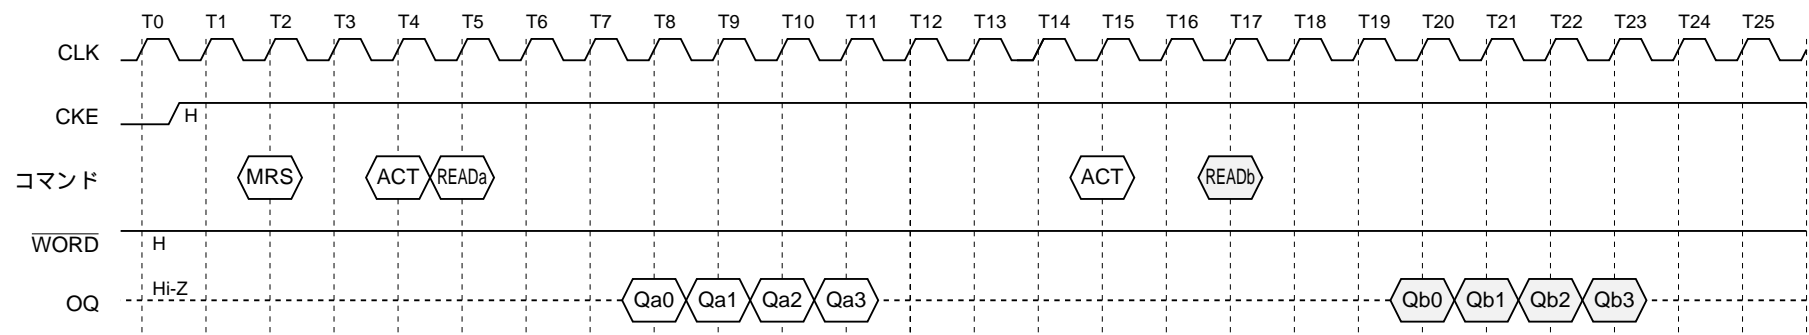 T0 T1 T2 T3 T4 T5 T6 T7 T8 T9 T10 T11 T12 T13 T14 T15 T16 T17 T18 T19 T20 T21 T22 T23 T24 T25
CLK
CKE H
コマンド MRS ACT READa ACT READb
WORD H
OQ Hi-Z Qa0 Qa1 Qa2 Qa3 Qb0 Qb1 Qb2 Qb3